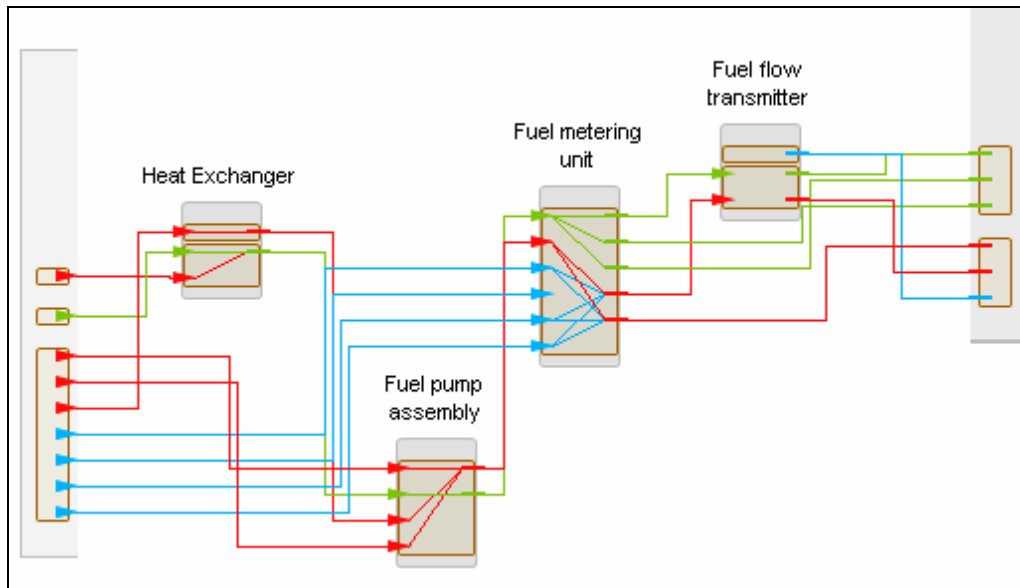 Fuel flow
transmitter
Fuel metering
unit
Heat Exchanger
Fuel pump
assembly